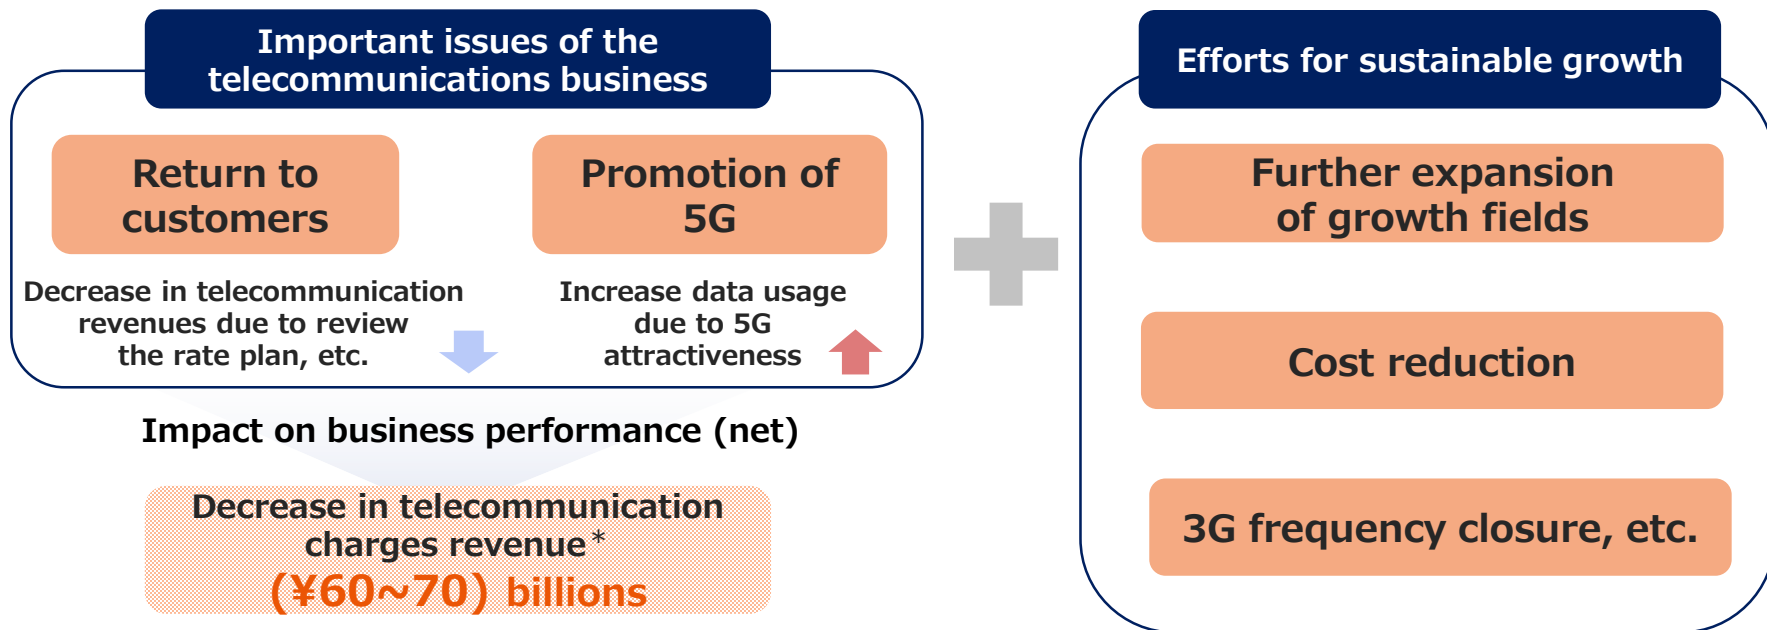 Important issues of the
telecommunications business
Return to
customers
Promotion of
5G
Decrease in telecommunication
revenues due to review
the rate plan, etc.
Increase data usage
due to 5G
attractiveness
Impact on business performance (net)
Decrease in telecommunication
charges revenue*
(¥60~70) billions
Efforts for sustainable growth
Further expansion
of growth fields
Cost reduction
3G frequency closure, etc.